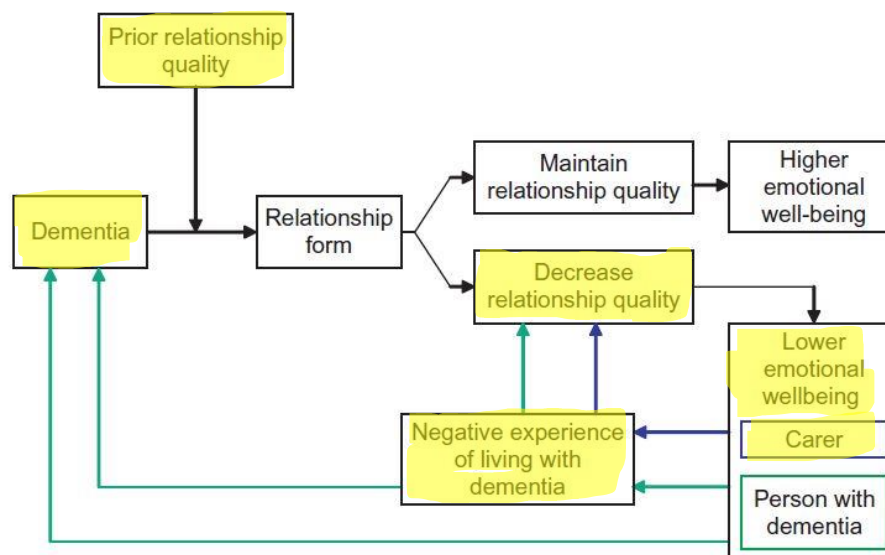 Prior relationship
quality
Maintain
relationship quality
Higher
emotional
well-being
Dementia
Relationship
form
Decrease
relationship quality
Lower
emotional
wellbeing
Negative experience
of living with
dementia
Carer
Person with
dementia